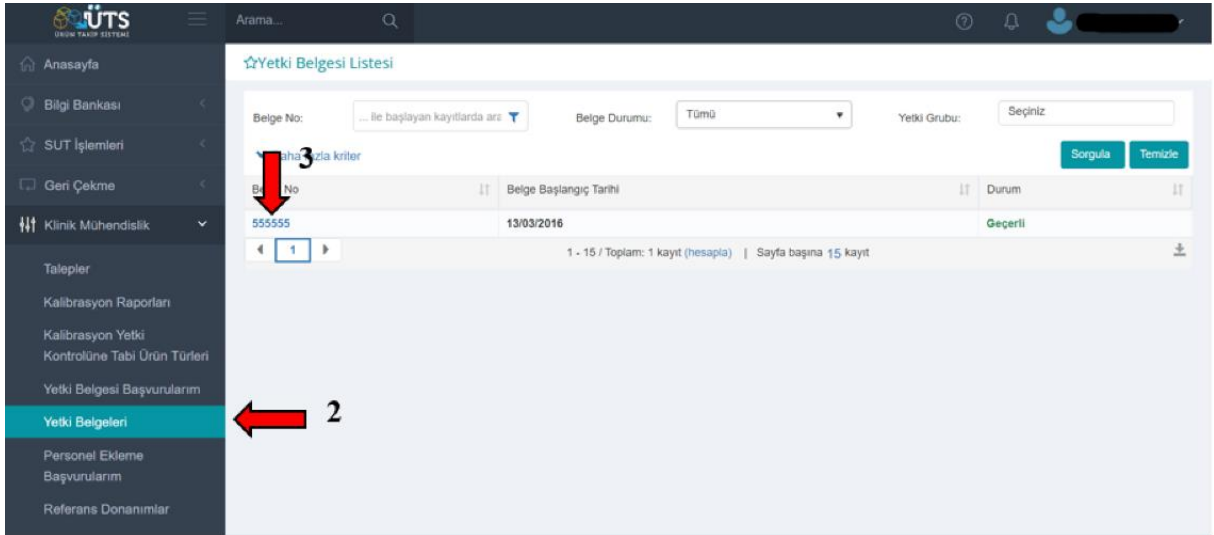 ÜTS
ÜRÜN TAKİP SİSTEMİ
Arama...
Anasayfa
Bilgi Bankası
SUT İşlemleri
Geri Çekme
Klinik Mühendislik
Talepler
Kalibrasyon Raporları
Kalibrasyon Yetki
Kontrolüne Tabi Ürün Türleri
Yetki Belgesi Başvurularım
Yetki Belgeleri
Personel Ekleme
Başvurularım
Referans Donanımlar
Yetki Belgesi Listesi
Belge No: ... ile başlayan kayıtlarda ara Belge Durumu: Tümü Yetki Grubu: Seçiniz
fazla kriter 3 Sorgula Temizle
No Belge Başlangıç Tarihi Durum
555555 13/03/2016 Geçerli
1 1 - 15 / Toplam: 1 kayıt (hesapla) | Sayfa başına 15 kayıt
2